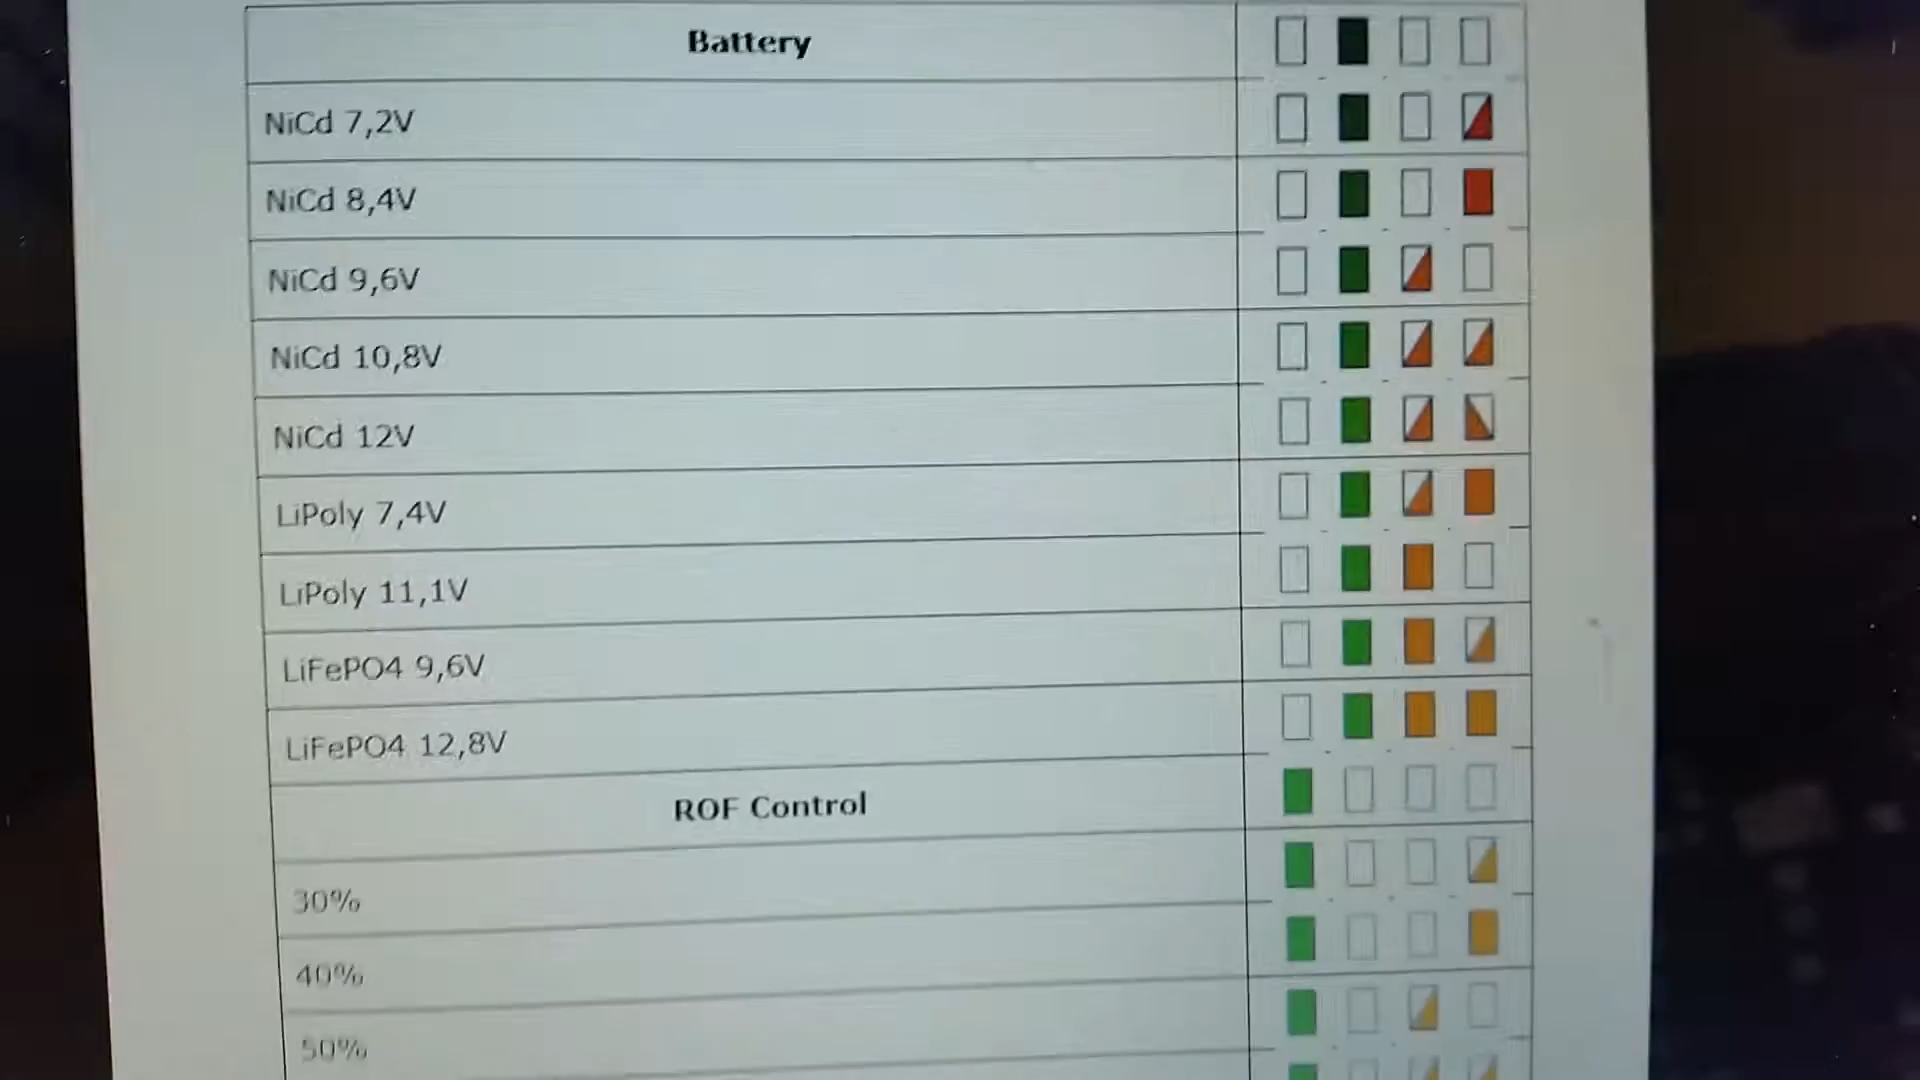 Battery
NiCd 7,2V
NiCd 8,4V
NiCd 9,6V
NiCd 10,8V
NiCd 12V
LiPoly 7,4V
LiPoly 11,1V
LiFePO4 9,6V
LiFePO4 12,8V
ROF Control
30%
40%
50%